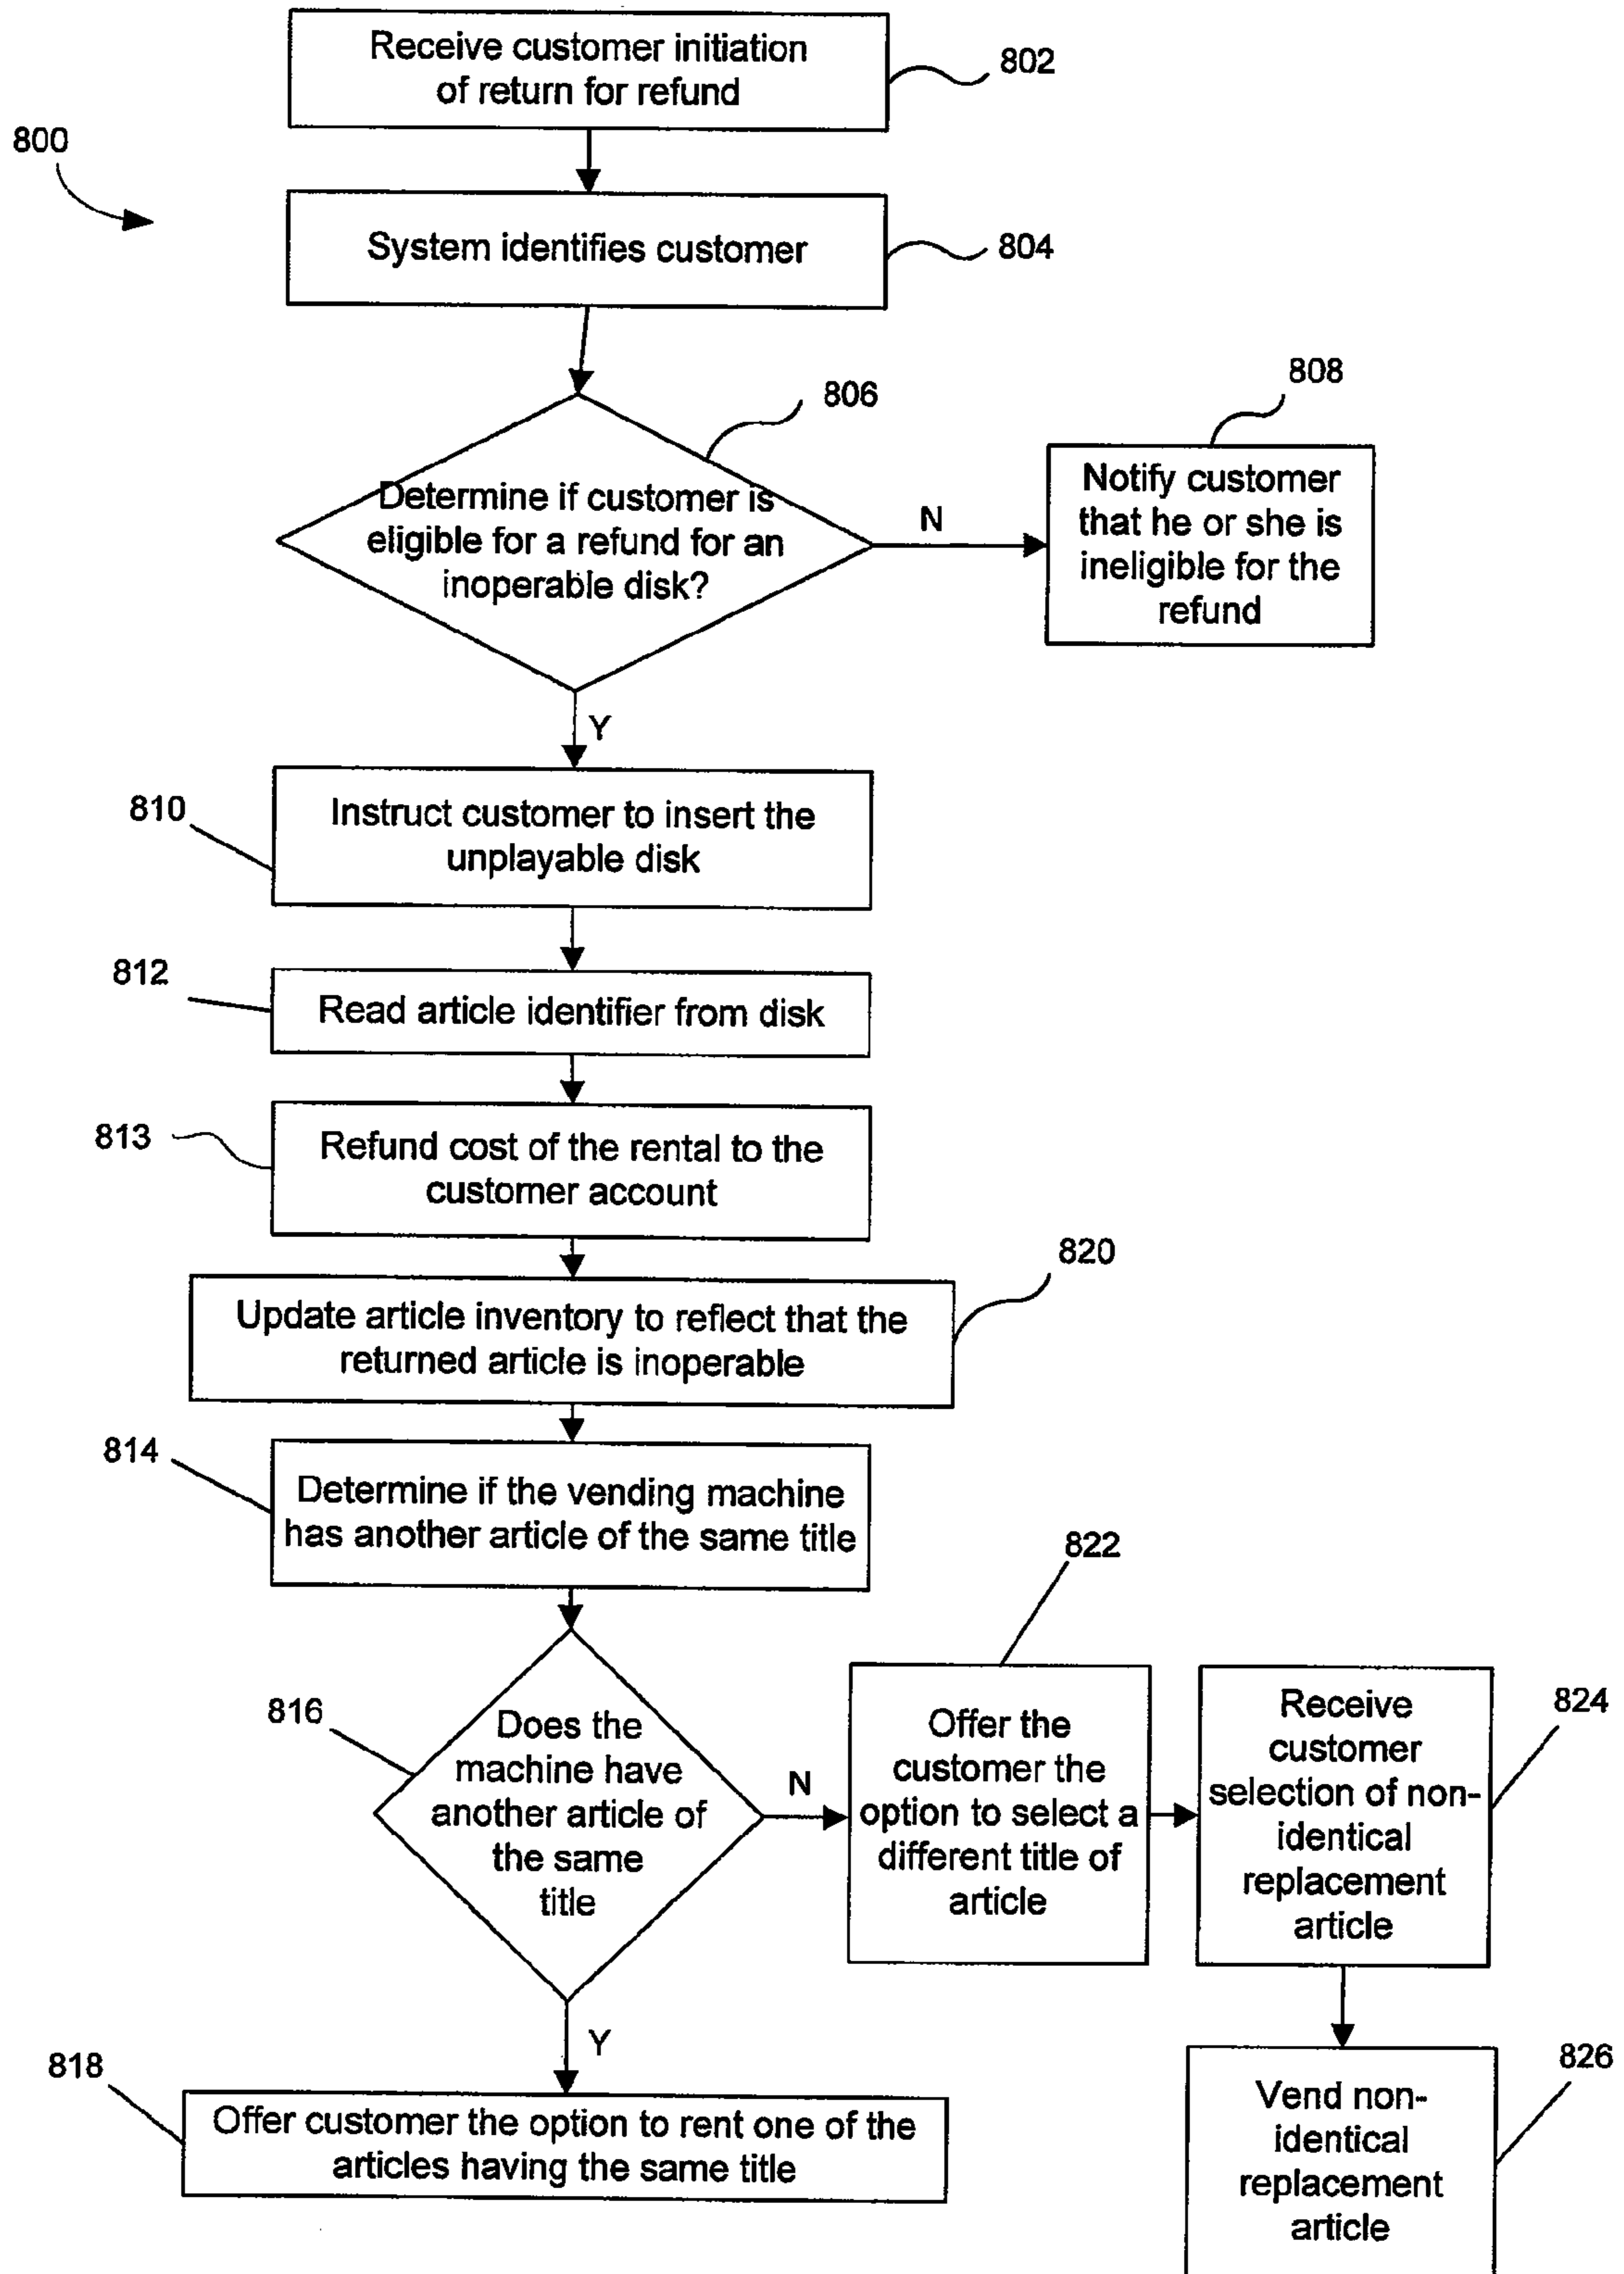 Receive customer initiation
of return for refund
802
800
System identifies customer
804
806
Determine if customer is
eligible for a refund for an
inoperable disk?
N
808
Notify customer
that he or she is
ineligible for the
refund
Y
810
Instruct customer to insert the
unplayable disk
812
Read article identifier from disk
813
Refund cost of the rental to the
customer account
820
Update article inventory to reflect that the
returned article is inoperable
814
Determine if the vending machine
has another article of the same title
816
Does the
machine have
another article of
the same
title
N
822
Offer the
customer the
option to select a
different title of
article
824
Receive
customer
selection of non-
identical
replacement
article
Y
818
Offer customer the option to rent one of the
articles having the same title
826
Vend non-
identical
replacement
article